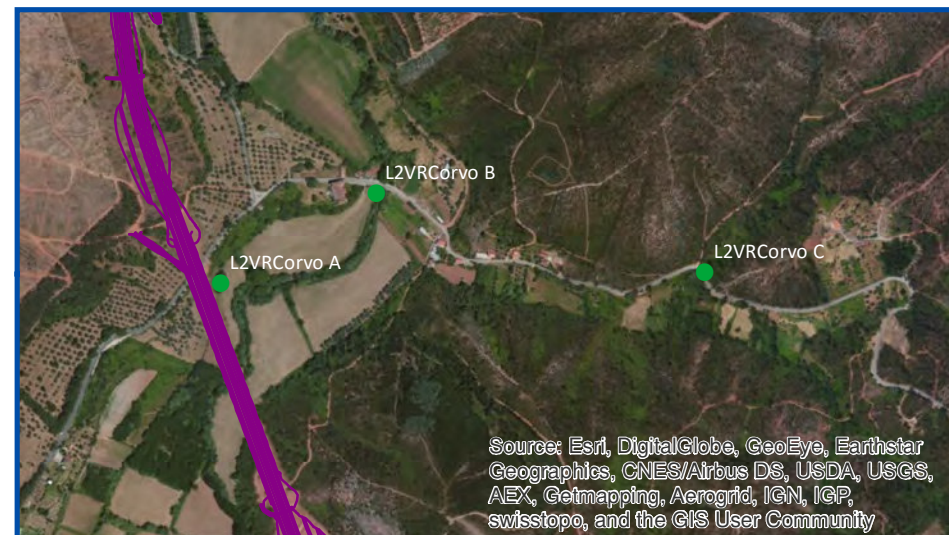 L2VRCorvo B
L2VRCorvo A
L2VRCorvo C
Source: Esri, DigitalGlobe, GeoEye, Earthstar
Geographics, CNES/Airbus DS, USDA, USGS,
AEX, Getmapping, Aerogrid, IGN, IGP,
swisstopo, and the GIS User Community